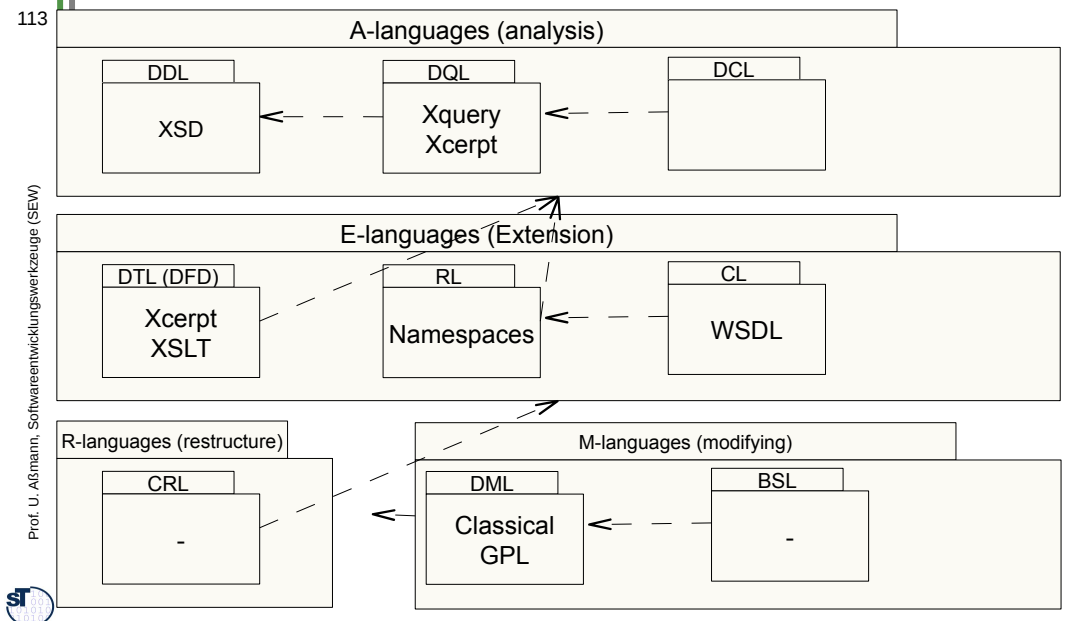 113
A-languages (analysis)
DDL
XSD
DQL
Xquery
Xcerpt
DCL
E-languages (Extension)
DTL (DFD)
Xcerpt
XSLT
RL
Namespaces
CL
WSDL
R-languages (restructure)
CRL
-
M-languages (modifying)
DML
Classical
GPL
BSL
-
Prof. U. Aßmann, Softwareentwicklungswerkzeuge (SEW)
ST